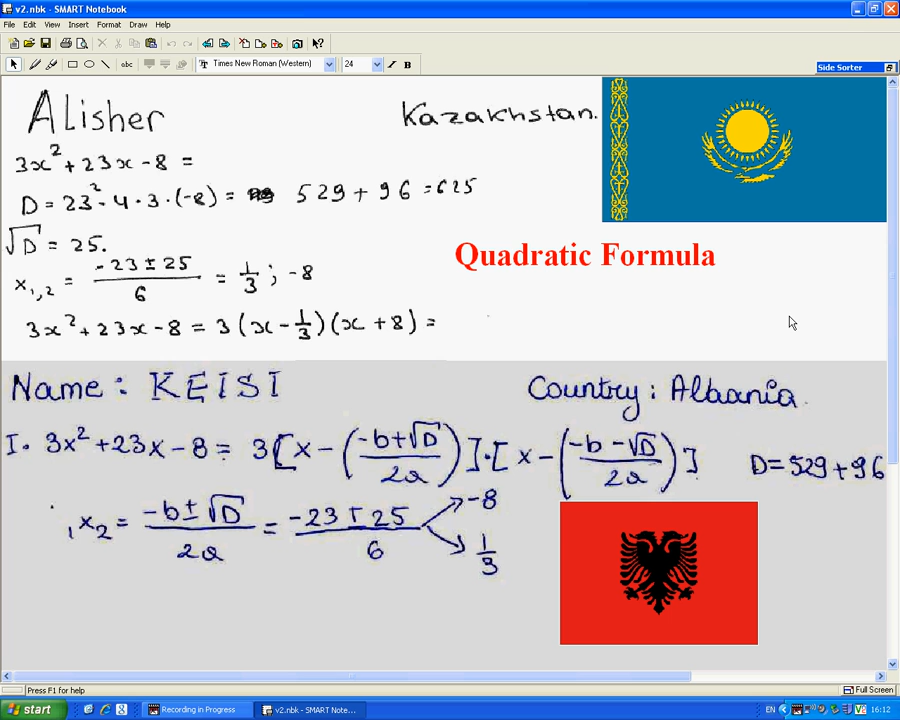 v2.nbk - SMART Notebook
File Edit View Insert Format Draw Help
abc Times New Roman (Western) 24 I B
Side Sorter
Alisher Kazakhstan.
3x² + 23x - 8 =
D = 23² - 4 · 3 · (-8) = 529 + 96 = 625
√D = 25.
x₁,₂ = (-23 ± 25)/6 = 1/3 ; -8
Quadratic Formula
3x² + 23x - 8 = 3(x - 1/3)(x + 8) =
Name: KEISI Country: Albania
I. 3x² + 23x - 8 = 3[x - ((-b + √D)/2a)] · [x - ((-b - √D)/2a)] D = 529 + 96
₁x₂ = (-b ± √D)/2a = (-23 ± 25)/6 -8
1/3
Press F1 for help Full Screen
start Recording in Progress v2.nbk - SMART Note... EN 16:12